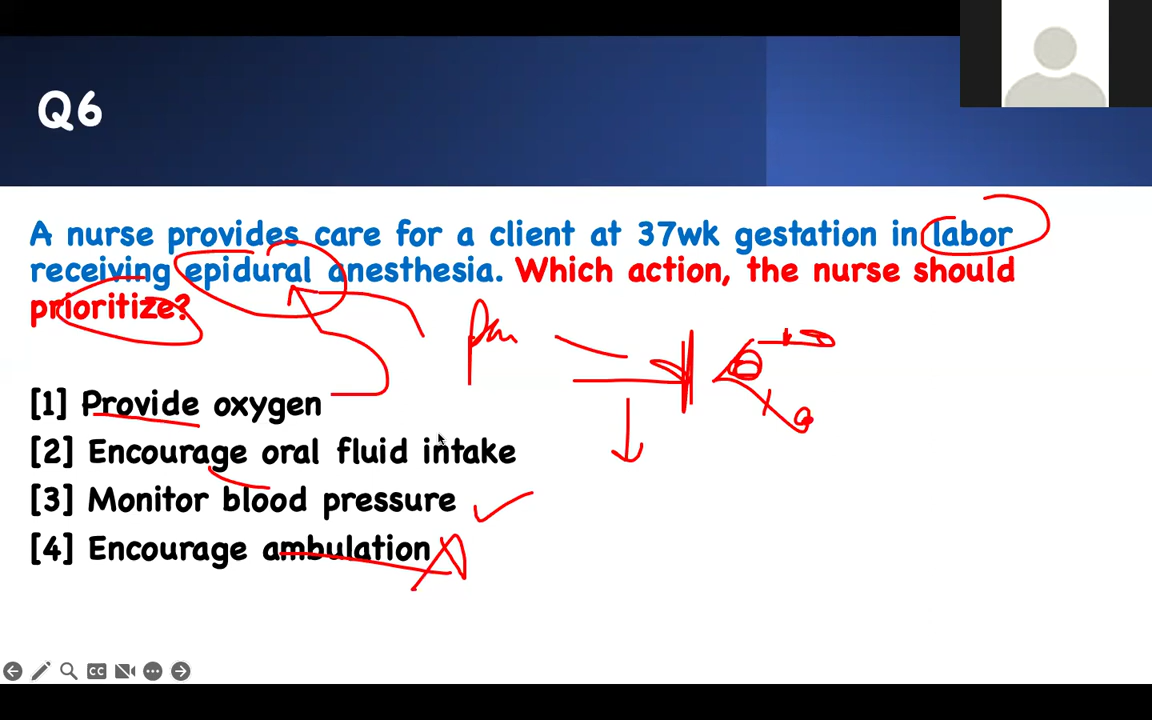 Q6
A nurse provides care for a client at 37wk gestation in labor
receiving epidural anesthesia. Which action, the nurse should
prioritize?
[1] Provide oxygen
[2] Encourage oral fluid intake
[3] Monitor blood pressure
[4] Encourage ambulation
CC